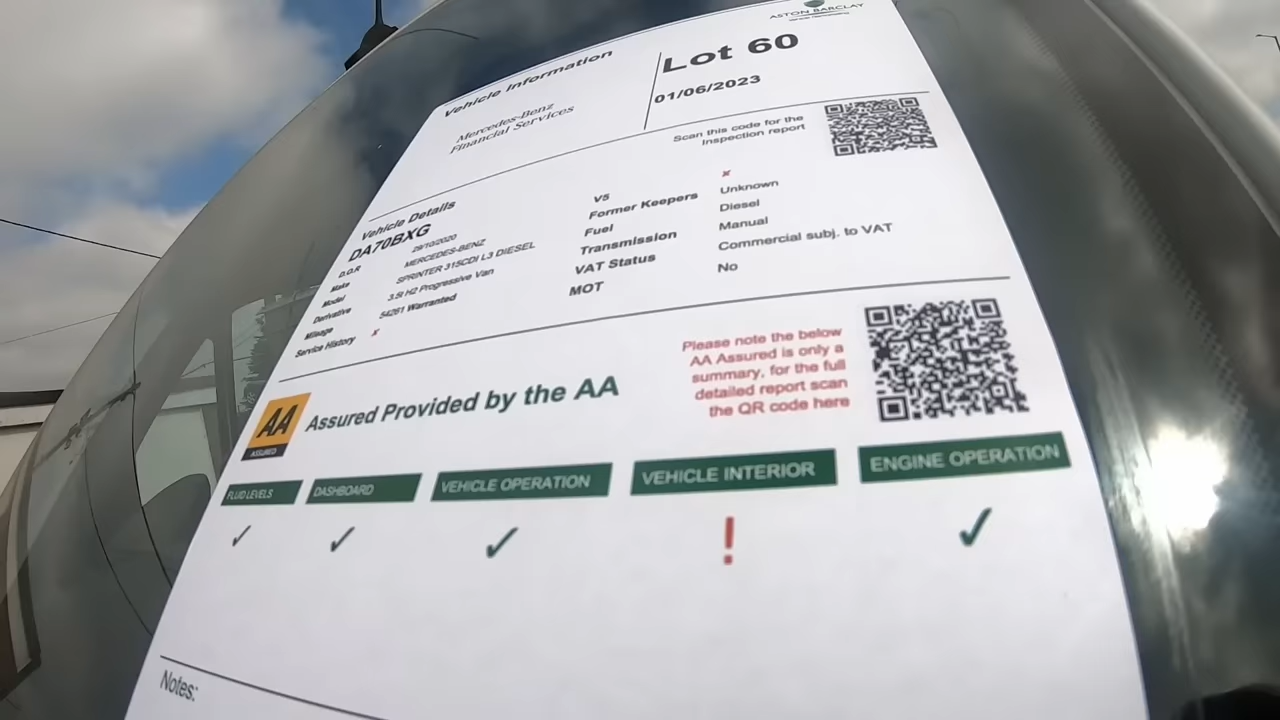 ASTON BARCLAY
Vehicle Information
Lot 60
Mercedes-Benz
Financial Services
01/06/2023
Scan this code for the
Inspection report
Vehicle Details
DA70BXG
D.O.R 29/10/2020
Make MERCEDES-BENZ
Model SPRINTER 315CDI L3 DIESEL
Derivative 3.5t H2 Progressive Van
Mileage 54261 Warranted
Service History x
V5 x
Former Keepers Unknown
Fuel Diesel
Transmission Manual
VAT Status Commercial subj. to VAT
MOT No
AA
ASSURED
Assured Provided by the AA
Please note the below
AA Assured is only a
summary, for the full
detailed report scan
the QR code here
FLUID LEVELS DASHBOARD VEHICLE OPERATION VEHICLE INTERIOR ENGINE OPERATION
✓ ✓ ✓ ! ✓
Notes: